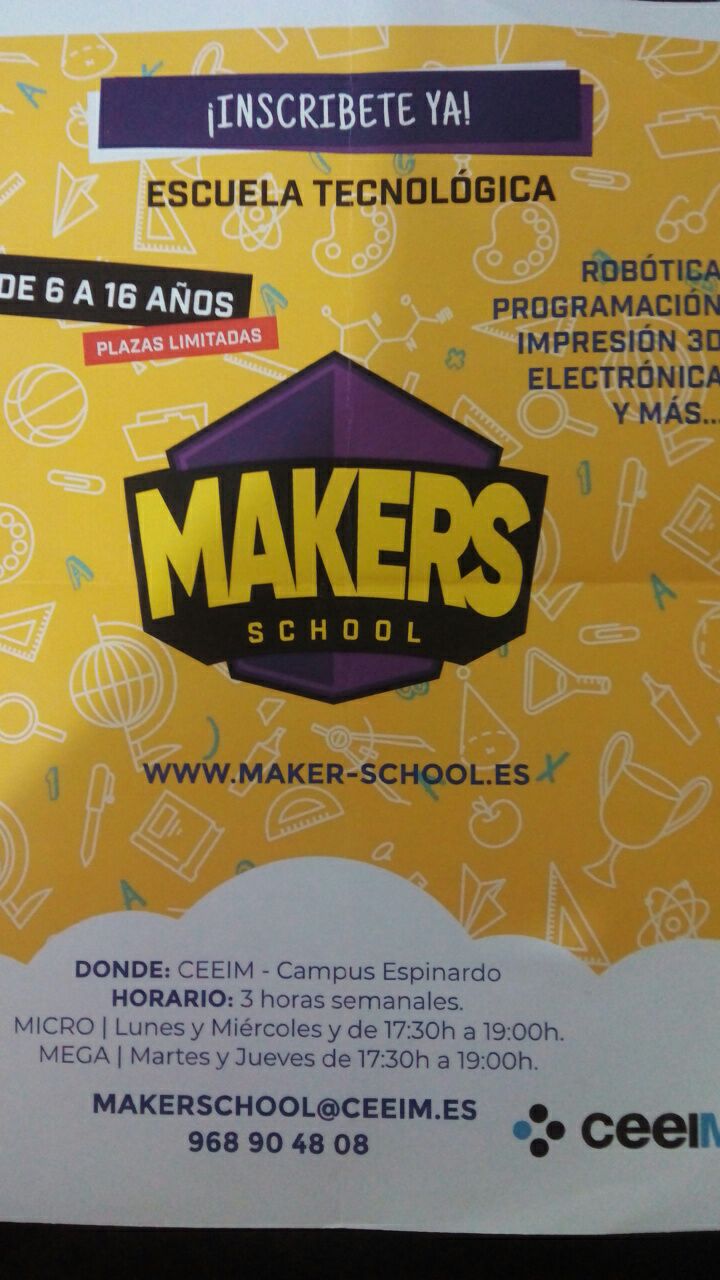 ¡INSCRIBETE YA!
ESCUELA TECNOLÓGICA
DE 6 A 16 AÑOS
PLAZAS LIMITADAS
ROBÓTICA
PROGRAMACIÓN
IMPRESIÓN 3D
ELECTRÓNICA
Y MÁS...
MAKERS
SCHOOL
WWW.MAKER-SCHOOL.ES
DONDE: CEEIM - Campus Espinardo
HORARIO: 3 horas semanales.
MICRO | Lunes y Miércoles y de 17:30h a 19:00h.
MEGA | Martes y Jueves de 17:30h a 19:00h.
MAKERSCHOOL@CEEIM.ES
968 90 48 08
ceeim